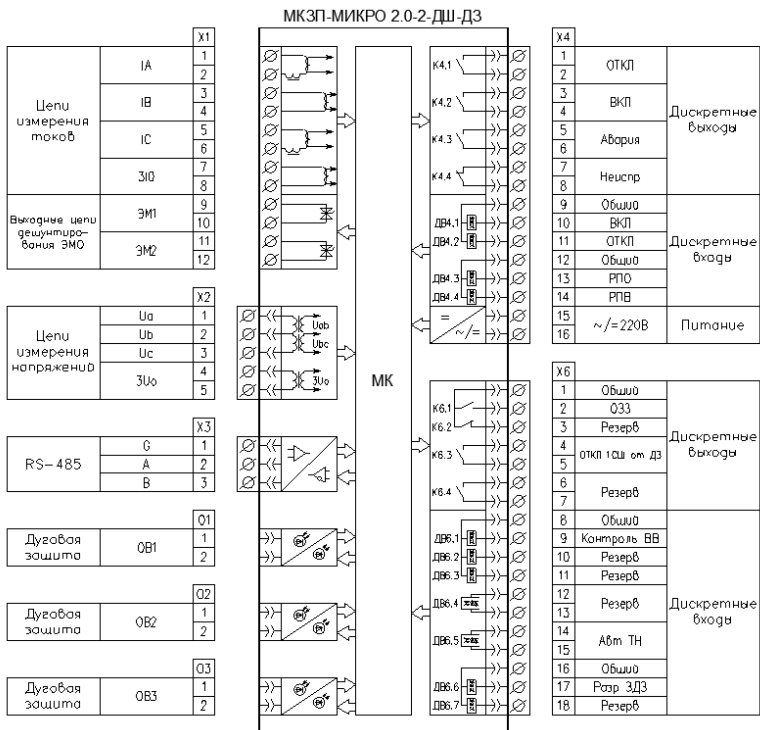 МКЗП-МИКРО 2.0-2-ДШ-ДЗ
X1
Цепи
измерения
токов
IA
1
2
IB
3
4
IC
5
6
3I0
7
8
Выходные цепи
дешунтиро-
вания ЭМО
ЭМ1
9
10
ЭМ2
11
12
X2
Цепи
измерения
напряжений
Ua
1
Ub
2
Uc
3
3Uo
4
5
Uab
Ubc
3Uo
X3
RS-485
G
1
A
2
B
3
O1
Дуговая
защита
OB1
1
2
O2
Дуговая
защита
OB2
1
2
O3
Дуговая
защита
OB3
1
2
МК
K4.1
K4.2
K4.3
K4.4
ДВ4.1
ДВ4.2
ДВ4.3
ДВ4.4
=
~/=
K6.1
K6.2
K6.3
K6.4
ДВ6.1
ДВ6.2
ДВ6.3
ДВ6.4
ДВ6.5
ДВ6.6
ДВ6.7
X4
1
2
ОТКЛ
3
4
ВКЛ
5
6
Авария
7
8
Неиспр
Дискретные
выходы
9
Общий
10
ВКЛ
11
ОТКЛ
12
Общий
13
РПО
14
РПВ
Дискретные
входы
15
16
~/=220В
Питание
X6
1
Общий
2
ОЗЗ
3
Резерв
4
5
ОТКЛ 1СШ от ДЗ
6
7
Резерв
Дискретные
выходы
8
Общий
9
Контроль ВВ
10
Резерв
11
Резерв
12
13
Резерв
14
15
Авт ТН
16
Общий
17
Разр ЗДЗ
18
Резерв
Дискретные
входы